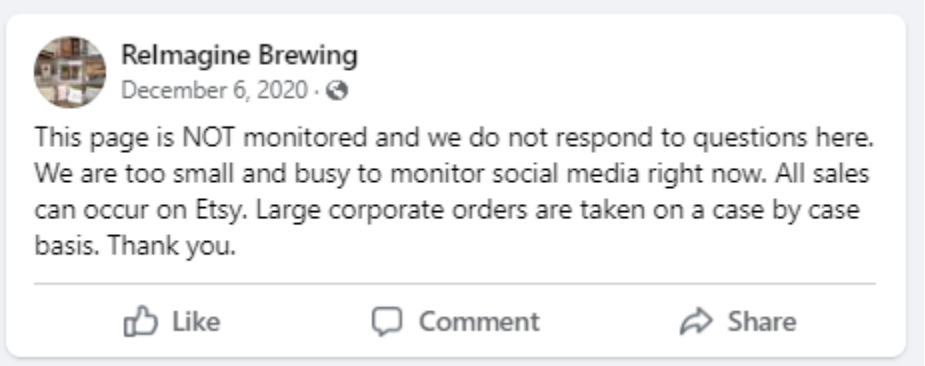 ReImagine Brewing
December 6, 2020 ·
This page is NOT monitored and we do not respond to questions here.
We are too small and busy to monitor social media right now. All sales
can occur on Etsy. Large corporate orders are taken on a case by case
basis. Thank you.
Like Comment Share